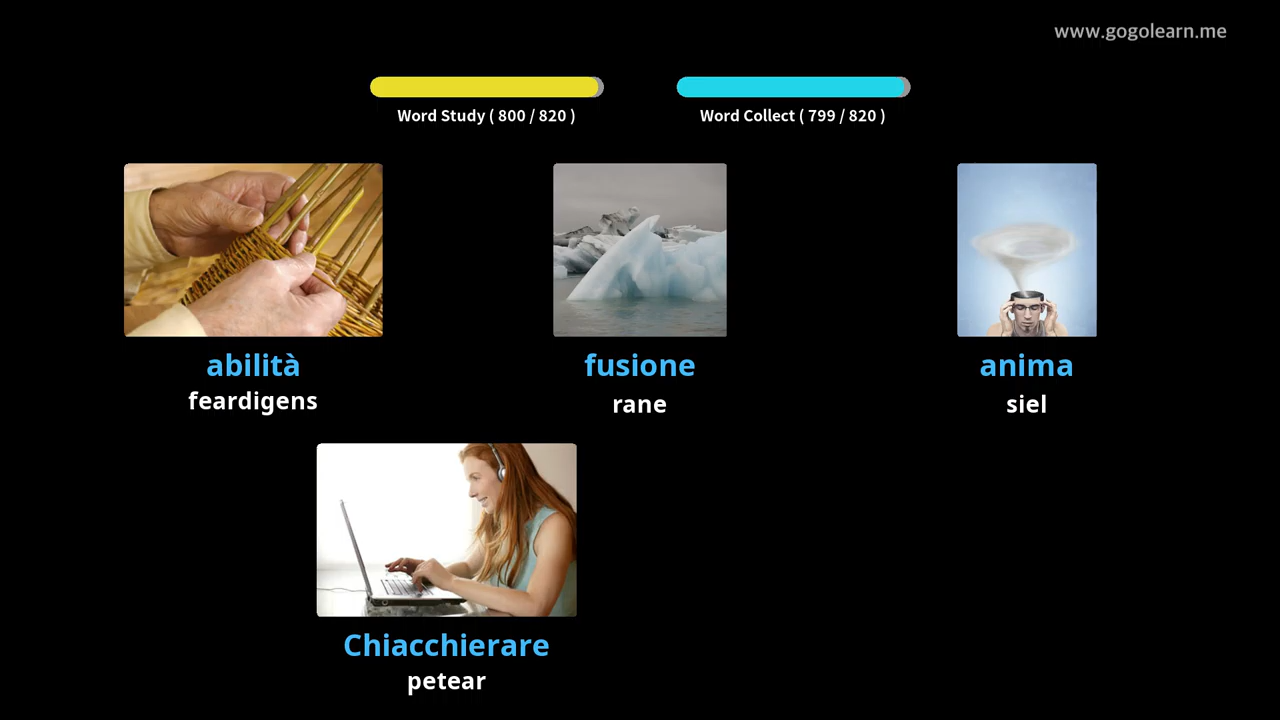 www.gogolearn.me
Word Study ( 800 / 820 )
Word Collect ( 799 / 820 )
abilità
feardigens
fusione
rane
anima
siel
Chiacchierare
petear